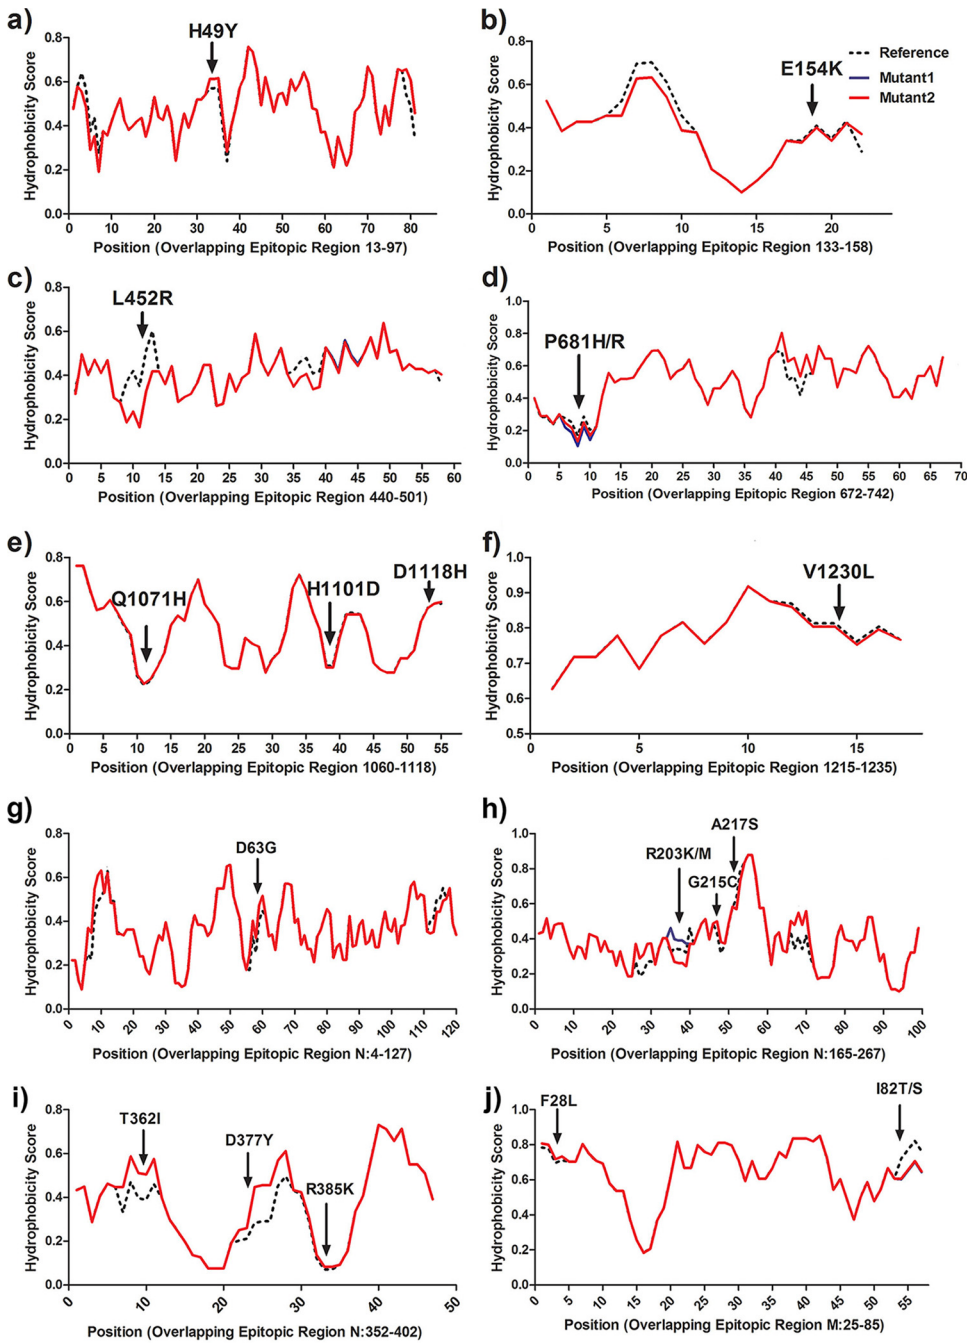 a)
H49Y
Hydrophobicity Score
0.8
0.6
0.4
0.2
0.0
0 10 20 30 40 50 60 70 80
Position (Overlapping Epitopic Region 13-97)
b)
Reference
Mutant1
Mutant2
E154K
Hydrophobicity Score
0.8
0.6
0.4
0.2
0.0
0 5 10 15 20
Position (Overlapping Epitopic Region 133-158)
c)
L452R
Hydrophobicity Score
0.8
0.6
0.4
0.2
0.0
0 5 10 15 20 25 30 35 40 45 50 55 60
Position (Overlapping Epitopic Region 440-501)
d)
P681H/R
Hydrophobicity Score
1.0
0.8
0.6
0.4
0.2
0.0
0 5 10 15 20 25 30 35 40 45 50 55 60 65 70
Position (Overlapping Epitopic Region 672-742)
e)
Q1071H
H1101D
D1118H
Hydrophobicity Score
0.8
0.6
0.4
0.2
0.0
0 5 10 15 20 25 30 35 40 45 50 55
Position (Overlapping Epitopic Region 1060-1118)
f)
V1230L
Hydrophobicity Score
1.0
0.9
0.8
0.7
0.6
0.5
0 5 10 15
Position (Overlapping Epitopic Region 1215-1235)
g)
D63G
Hydrophobicity Score
0.8
0.6
0.4
0.2
0.0
0 10 20 30 40 50 60 70 80 90 100 110 120
Position (Overlapping Epitopic Region N:4-127)
h)
A217S
R203K/M
G215C
Hydrophobicity Score
1.0
0.8
0.6
0.4
0.2
0.0
0 10 20 30 40 50 60 70 80 90 100
Position (Overlapping Epitopic Region N:165-267)
i)
T362I
D377Y
R385K
Hydrophobicity Score
0.8
0.6
0.4
0.2
0.0
0 10 20 30 40 50
Position (Overlapping Epitopic Region N:352-402)
j)
F28L
I82T/S
Hydrophobicity Score
1.0
0.8
0.6
0.4
0.2
0.0
0 5 10 15 20 25 30 35 40 45 50 55
Position (Overlapping Epitopic Region M:25-85)